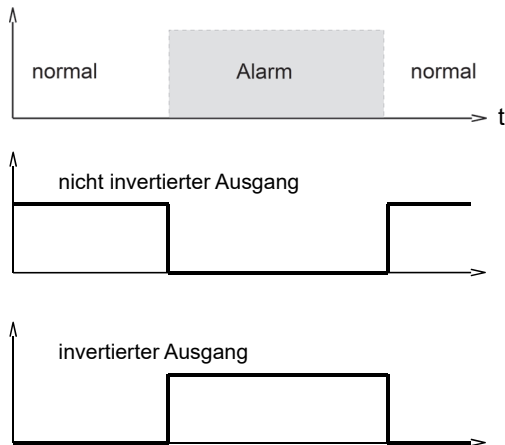 normal Alarm normal
t
nicht invertierter Ausgang
invertierter Ausgang